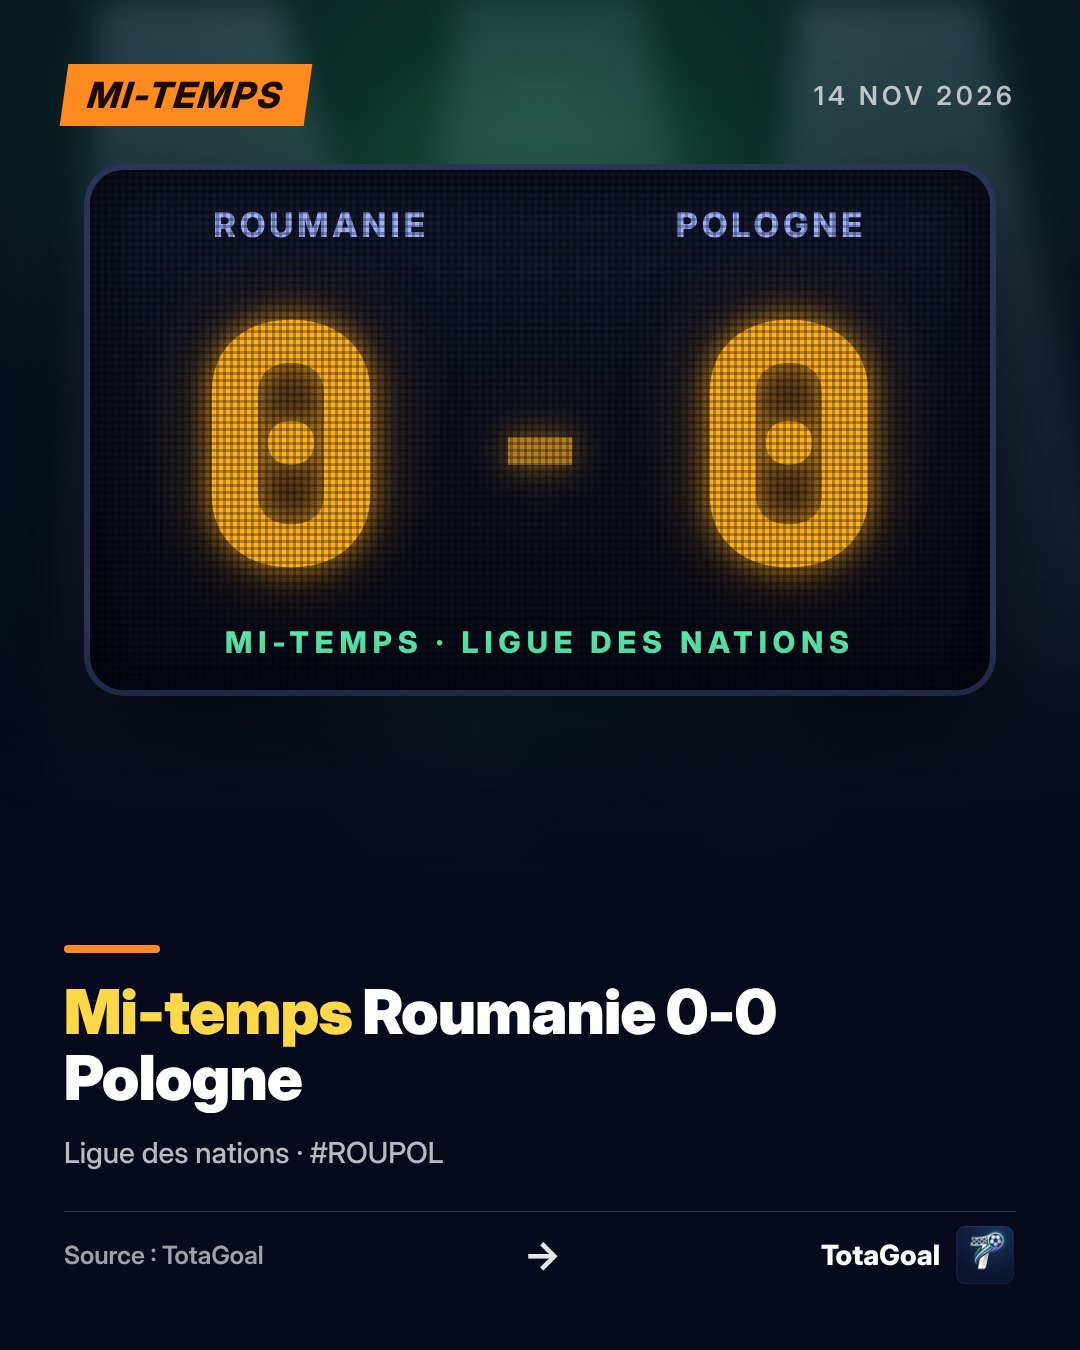 MI-TEMPS
14 NOV 2026
ROUMANIE
POLOGNE
0 - 0
MI-TEMPS · LIGUE DES NATIONS
Mi-temps Roumanie 0-0
Pologne
Ligue des nations · #ROUPOL
Source : TotaGoal
→
TotaGoal